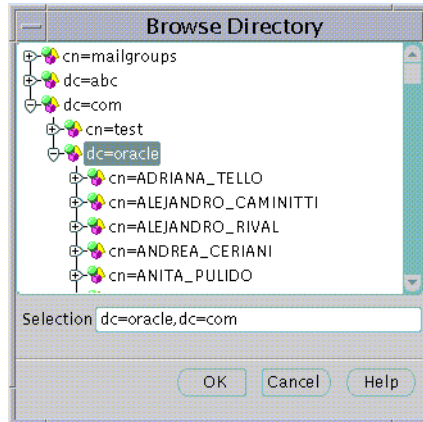 Browse Directory
cn=mailgroups
dc=abc
dc=com
cn=test
dc=oracle
cn=ADRIANA_TELLO
cn=ALEJANDRO_CAMINITTI
cn=ALEJANDRO_RIVAL
cn=ANDREA_CERIANI
cn=ANITA_PULIDO
Selection dc=oracle,dc=com
OK Cancel Help